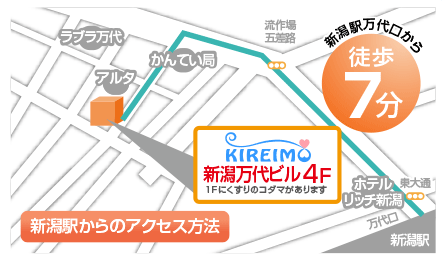 新潟駅万代口から
徒歩
7分
流作場
五差路
ラブラ万代
かんてい局
アルタ
KIREIMO
新潟万代ビル4F
1Fにくすりのコダマがあります
ホテル
リッチ新潟
東大通
万代口
新潟駅
新潟駅からのアクセス方法